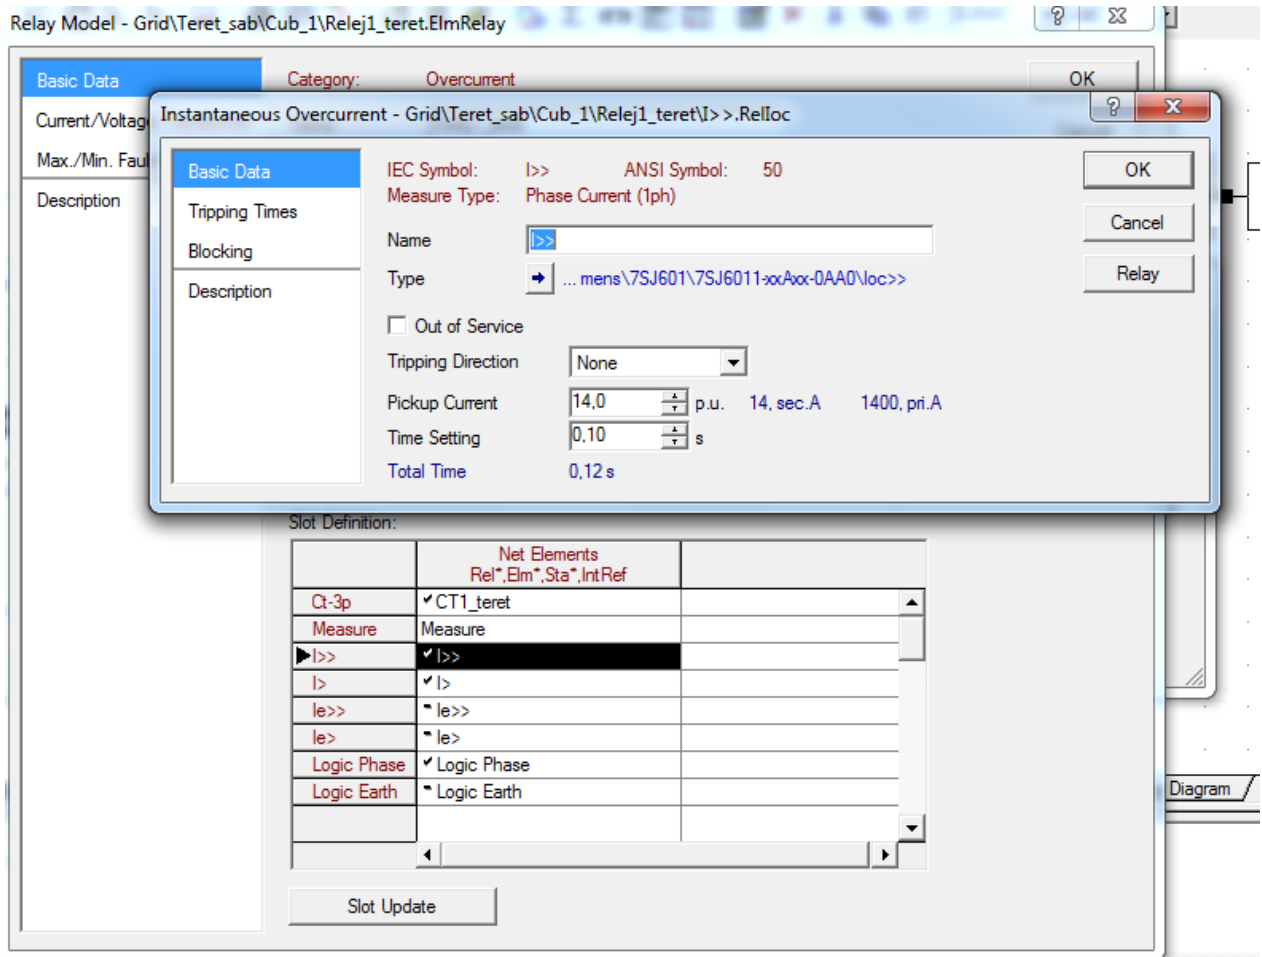 Relay Model - Grid\Teret_sab\Cub_1\Relej1_teret.ElmRelay
Basic Data
Current/Voltage
Max./Min. Faul
Description
Category: Overcurrent
OK
Instantaneous Overcurrent - Grid\Teret_sab\Cub_1\Relej1_teret\I>>.RelIoc
Basic Data
Tripping Times
Blocking
Description
IEC Symbol: I>> ANSI Symbol: 50
Measure Type: Phase Current (1ph)
Name I>>
Type ... mens\7SJ601\7SJ6011-xxAxx-0AA0\Ioc>>
Out of Service
Tripping Direction None
Pickup Current 14,0 p.u. 14, sec.A 1400, pri.A
Time Setting 0,10 s
Total Time 0,12 s
OK
Cancel
Relay
Slot Definition:
Net Elements
Rel*,Elm*,Sta*,IntRef
Ct-3p CT1_teret
Measure Measure
I>> I>>
I> I>
Ie>> Ie>>
Ie> Ie>
Logic Phase Logic Phase
Logic Earth Logic Earth
Slot Update
Diagram